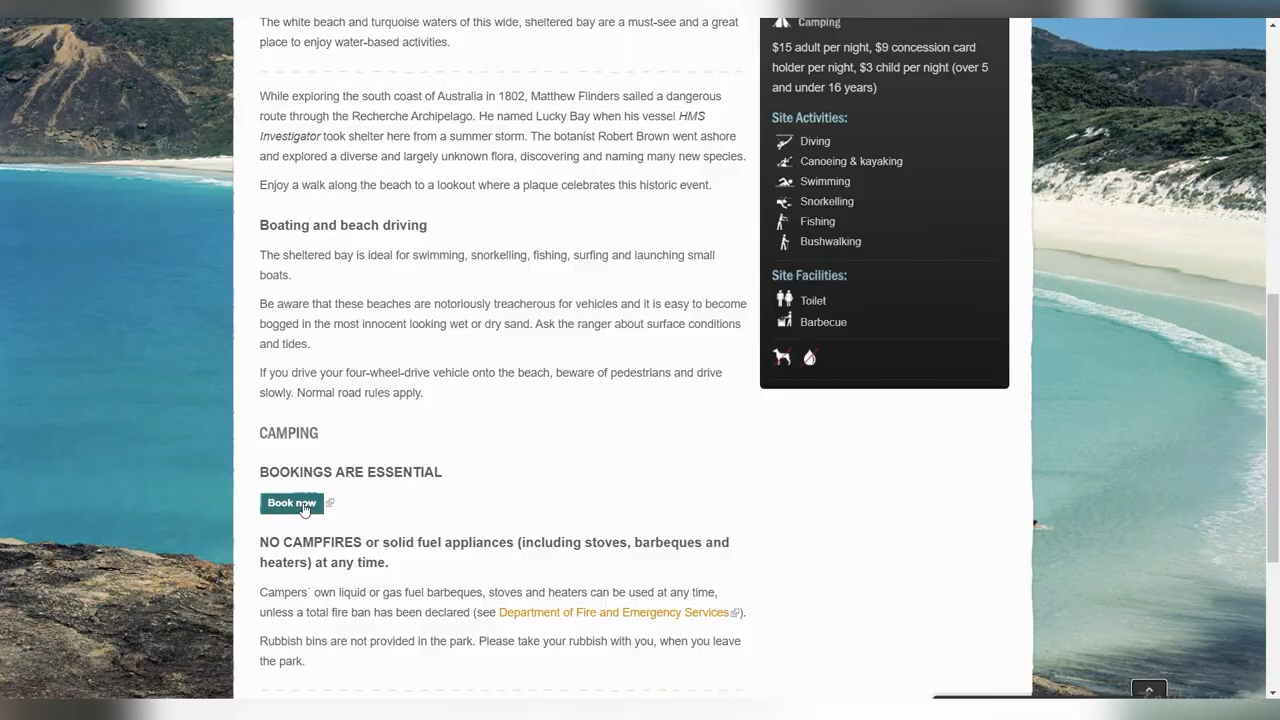 The white beach and turquoise waters of this wide, sheltered bay are a must-see and a great
place to enjoy water-based activities.
While exploring the south coast of Australia in 1802, Matthew Flinders sailed a dangerous
route through the Recherche Archipelago. He named Lucky Bay when his vessel HMS
Investigator took shelter here from a summer storm. The botanist Robert Brown went ashore
and explored a diverse and largely unknown flora, discovering and naming many new species.
Enjoy a walk along the beach to a lookout where a plaque celebrates this historic event.
Boating and beach driving
The sheltered bay is ideal for swimming, snorkelling, fishing, surfing and launching small
boats.
Be aware that these beaches are notoriously treacherous for vehicles and it is easy to become
bogged in the most innocent looking wet or dry sand. Ask the ranger about surface conditions
and tides.
If you drive your four-wheel-drive vehicle onto the beach, beware of pedestrians and drive
slowly. Normal road rules apply.
CAMPING
BOOKINGS ARE ESSENTIAL
Book now
NO CAMPFIRES or solid fuel appliances (including stoves, barbeques and
heaters) at any time.
Campers´ own liquid or gas fuel barbeques, stoves and heaters can be used at any time,
unless a total fire ban has been declared (see Department of Fire and Emergency Services).
Rubbish bins are not provided in the park. Please take your rubbish with you, when you leave
the park.
Camping
$15 adult per night, $9 concession card
holder per night, $3 child per night (over 5
and under 16 years)
Site Activities:
Diving
Canoeing & kayaking
Swimming
Snorkelling
Fishing
Bushwalking
Site Facilities:
Toilet
Barbecue